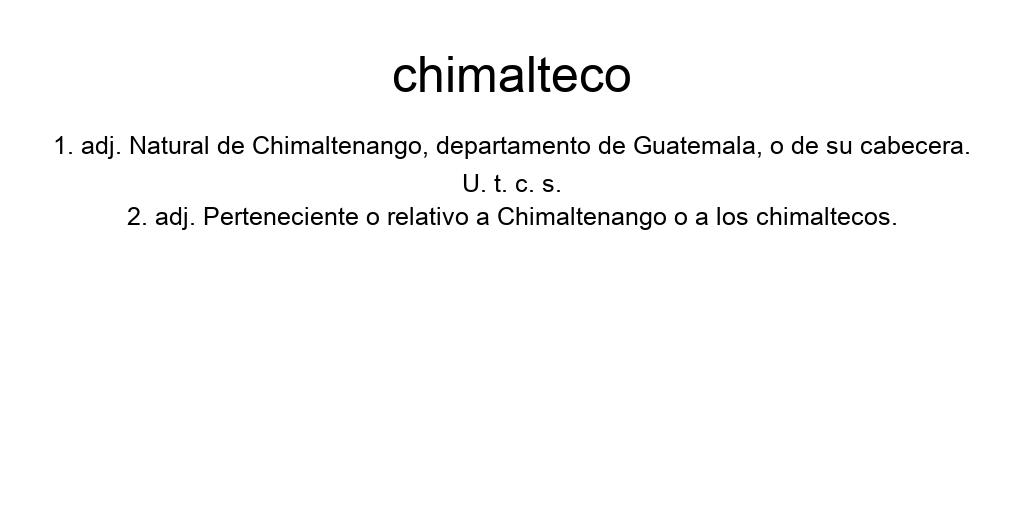 chimalteco
1. adj. Natural de Chimaltenango, departamento de Guatemala, o de su cabecera.
U. t. c. s.
2. adj. Perteneciente o relativo a Chimaltenango o a los chimaltecos.